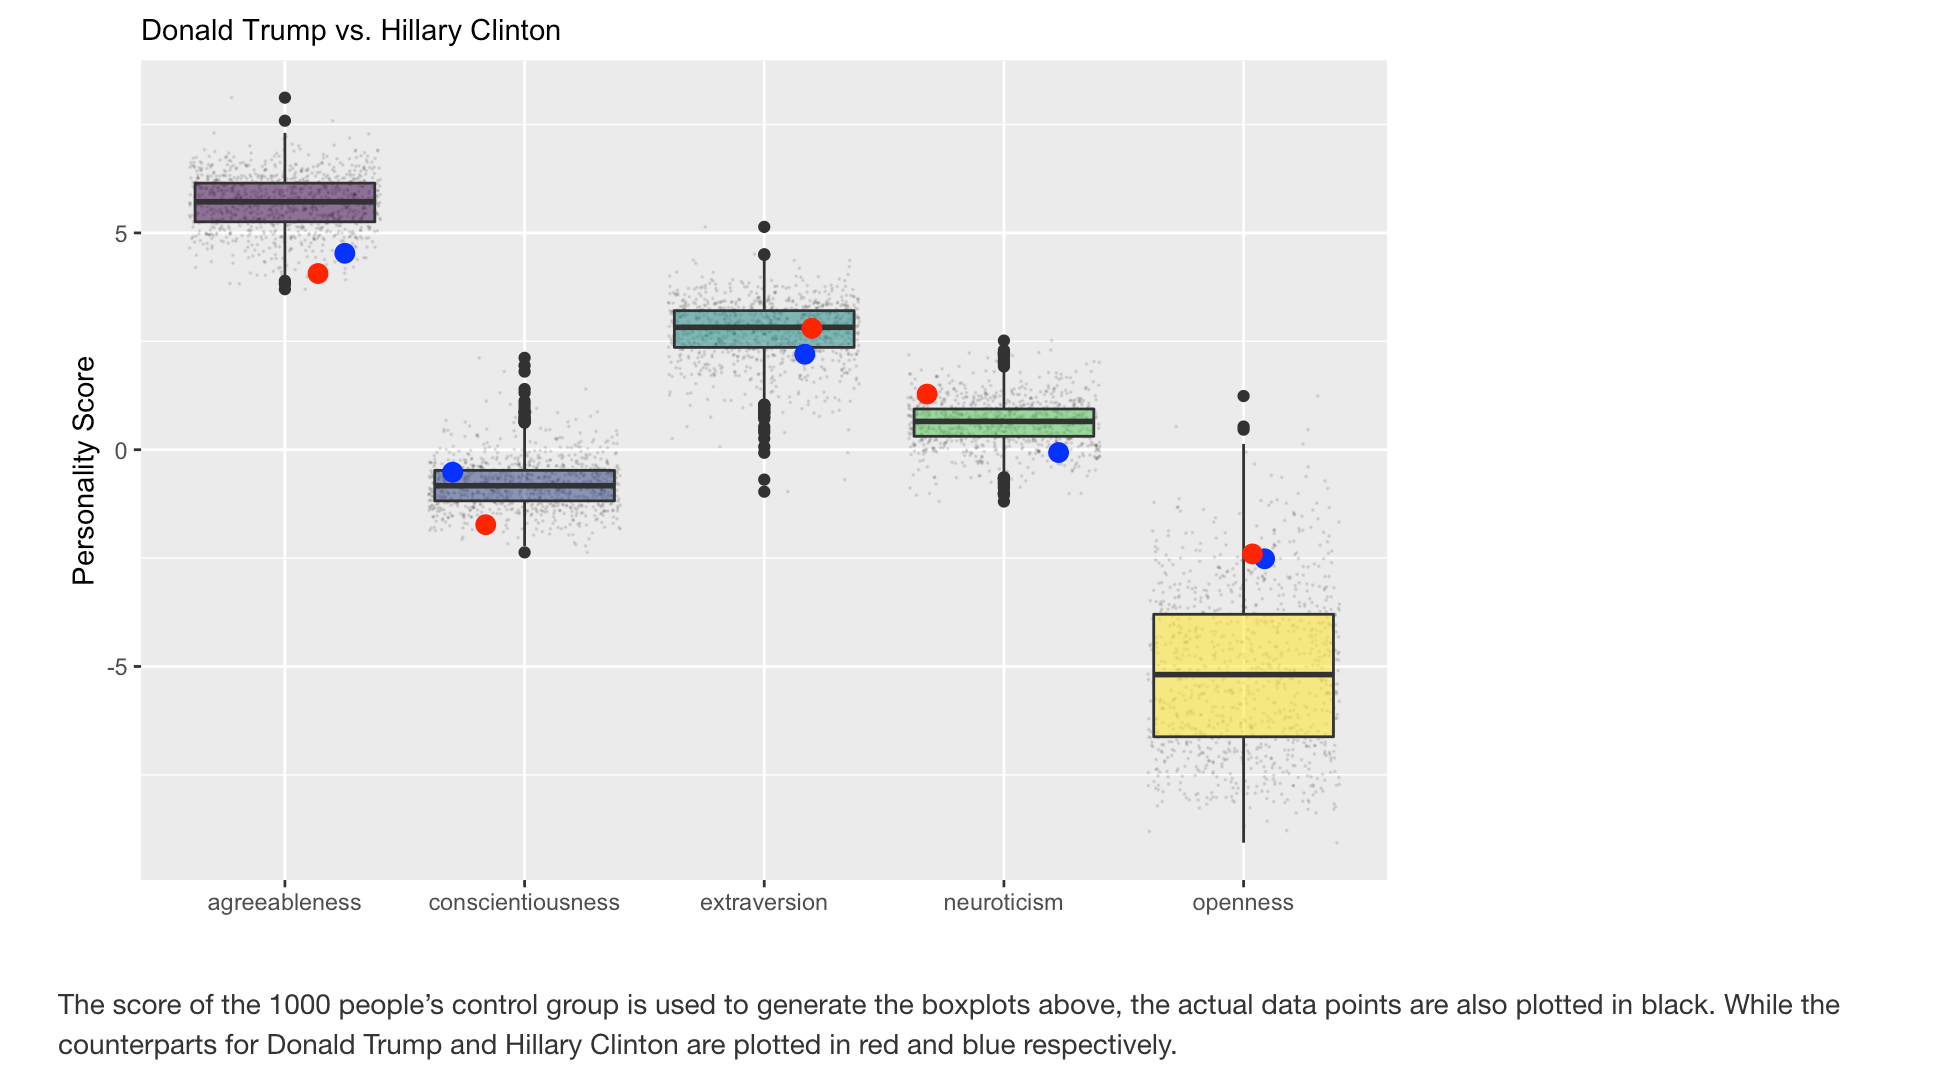 Donald Trump vs. Hillary Clinton
Personality Score
5
0
-5
agreeableness conscientiousness extraversion neuroticism openness
The score of the 1000 people’s control group is used to generate the boxplots above, the actual data points are also plotted in black. While the
counterparts for Donald Trump and Hillary Clinton are plotted in red and blue respectively.